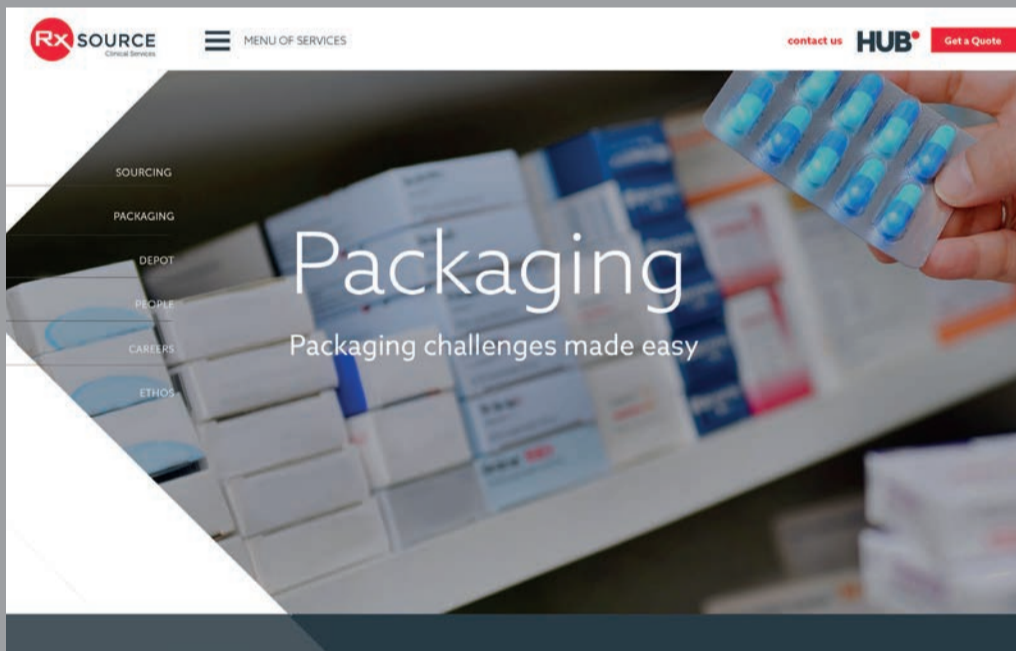 Rx SOURCE
Clinical Services
MENU OF SERVICES
contact us
HUB
Get a Quote
SOURCING
PACKAGING
DEPOT
PEOPLE
CAREERS
ETHOS
Packaging
Packaging challenges made easy